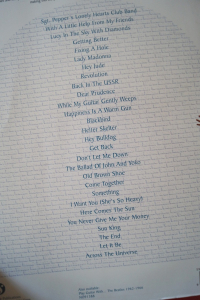 Sgt. Pepper's Lonely Hearts Club Band
With A Little Help From My Friends
Lucy In The Sky With Diamonds
Getting Better
Fixing A Hole
Lady Madonna
Hey Jude
Revolution
Back In The USSR
Dear Prudence
While My Guitar Gently Weeps
Happiness Is A Warm Gun
Blackbird
Helter Skelter
Hey Bulldog
Get Back
Don't Let Me Down
The Ballad Of John And Yoko
Old Brown Shoe
Come Together
Something
I Want You (She's So Heavy)
Here Comes The Sun
You Never Give Me Your Money
Sun King
The End
Let It Be
Across The Universe